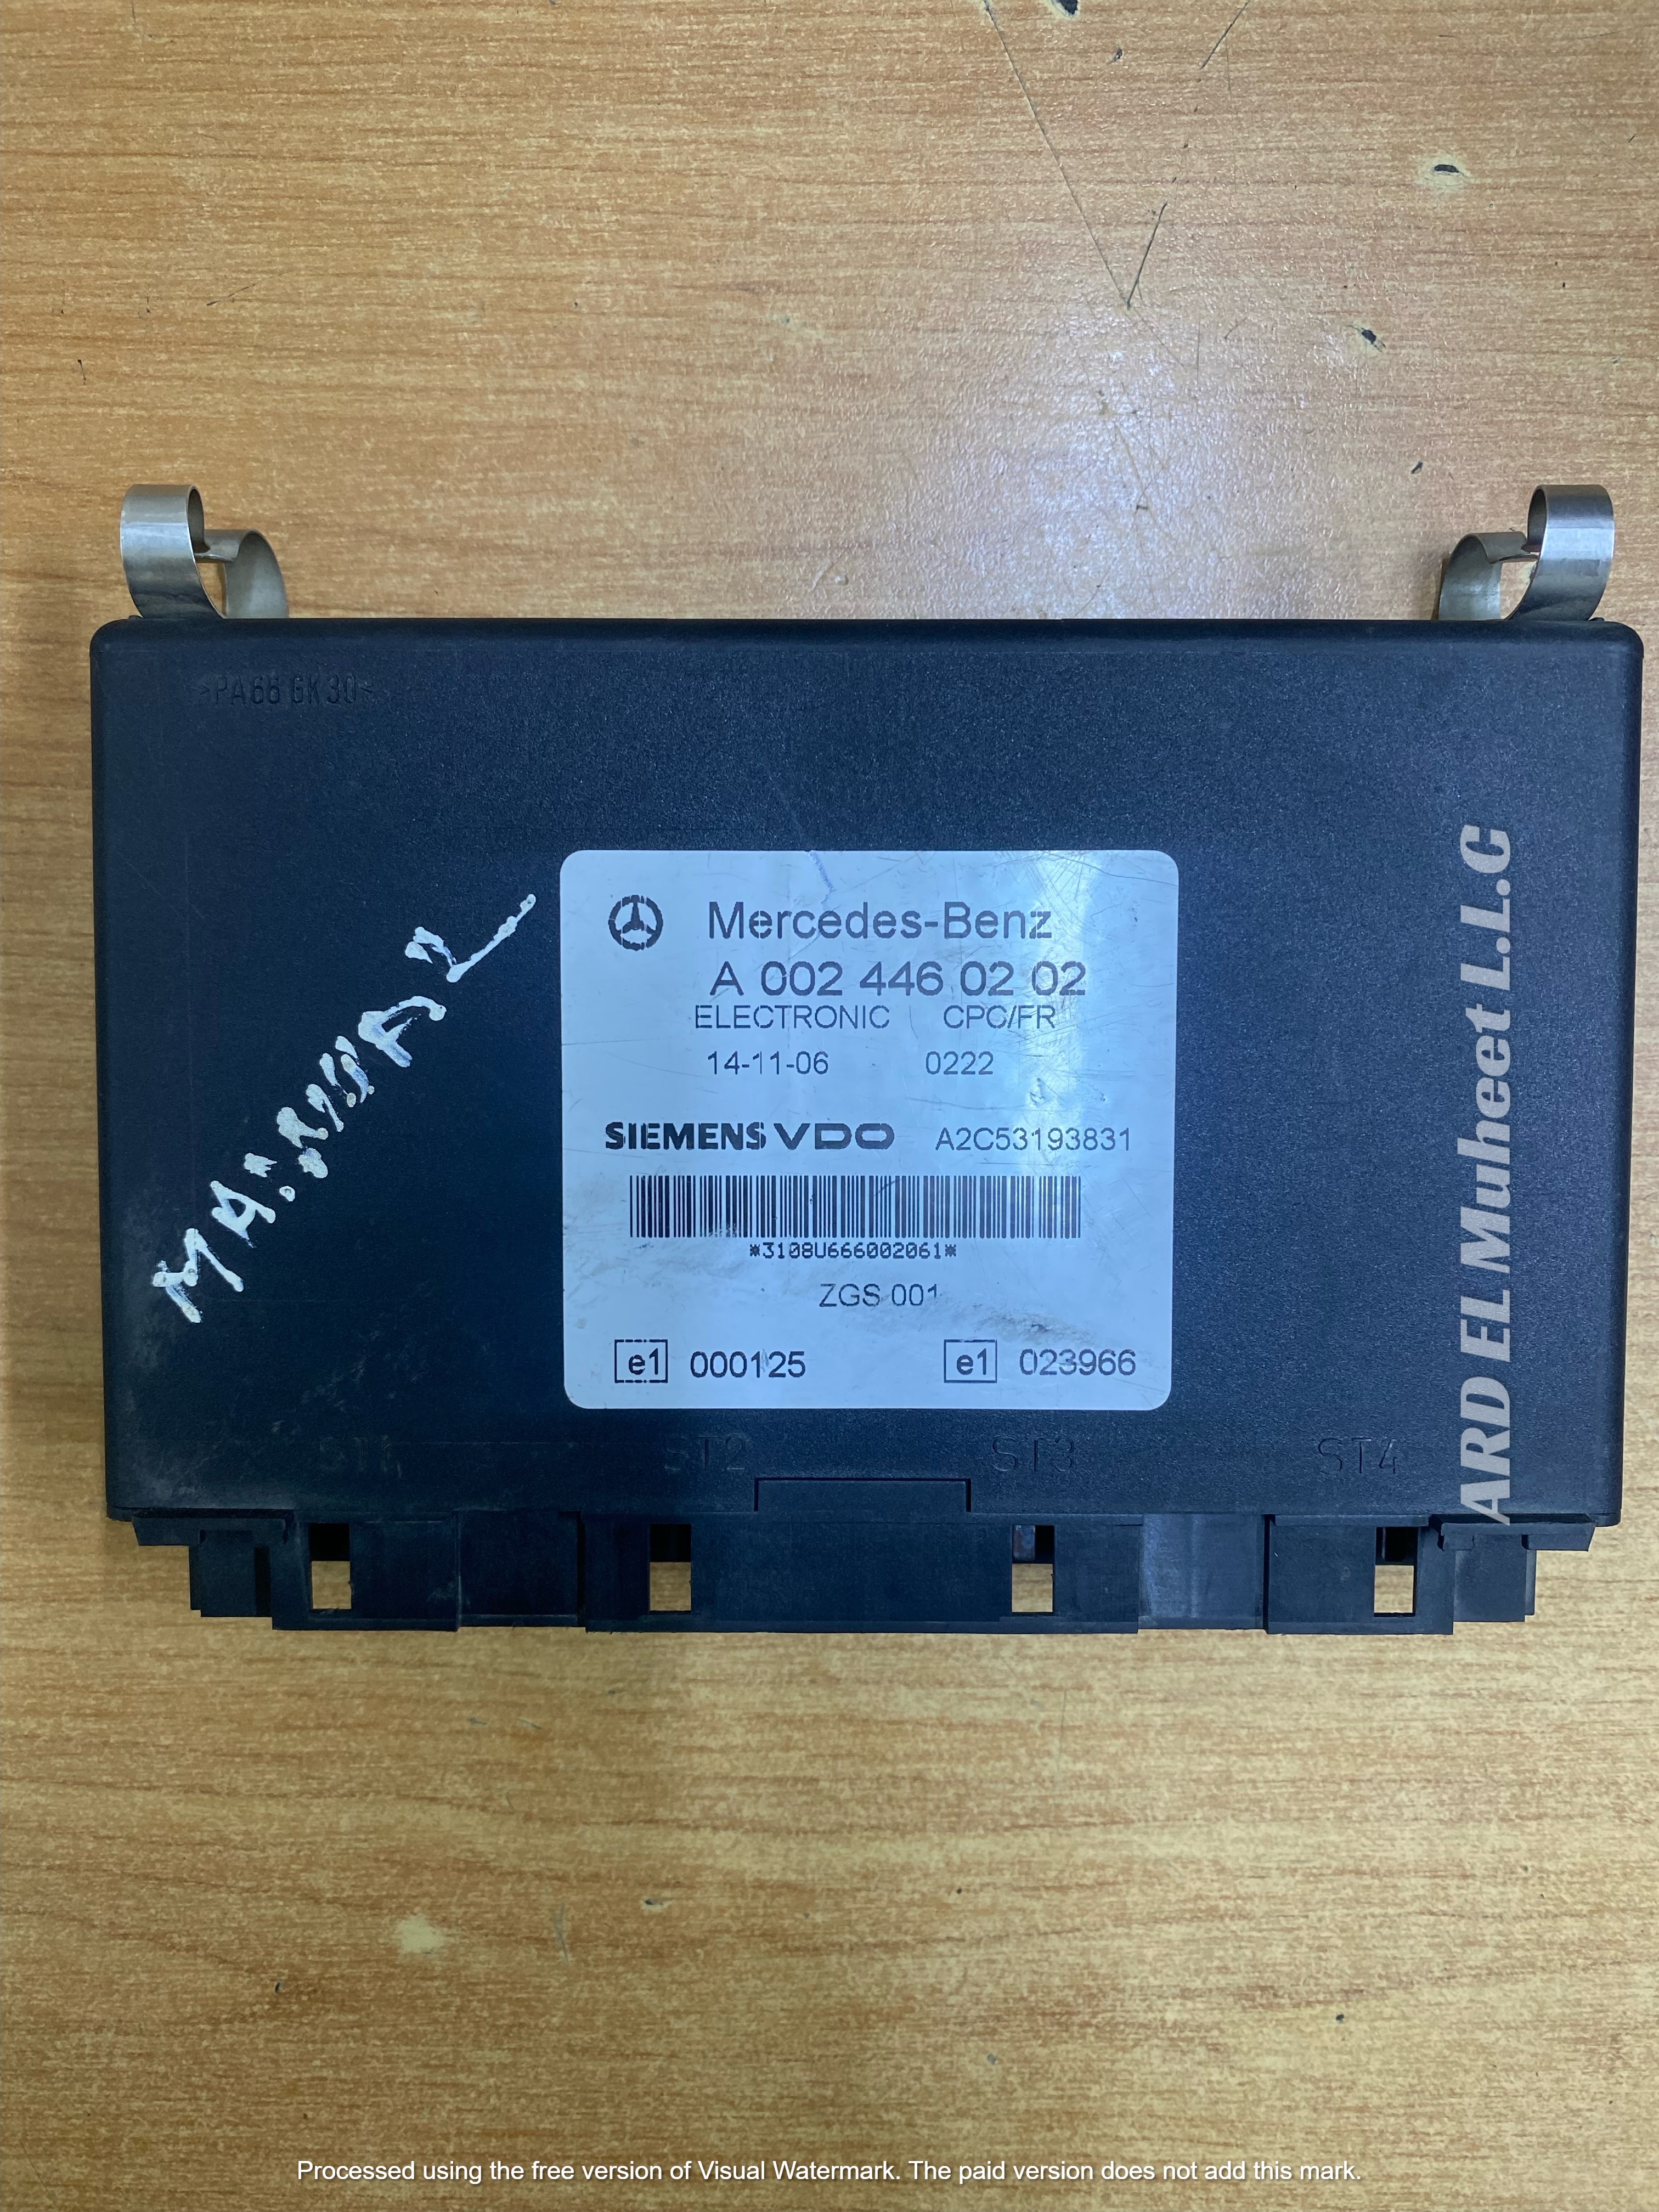 >PA66 GK30<
MANUAL
Mercedes-Benz
A 002 446 02 02
ELECTRONIC CPC/FR
14-11-06 0222
SIEMENS VDO A2C53193831
*3108U666002061*
ZGS 001
e1 000125 e1 023966
ST1 ST2 ST3 ST4
ARD EL Muheet L.L.C
Processed using the free version of Visual Watermark. The paid version does not add this mark.